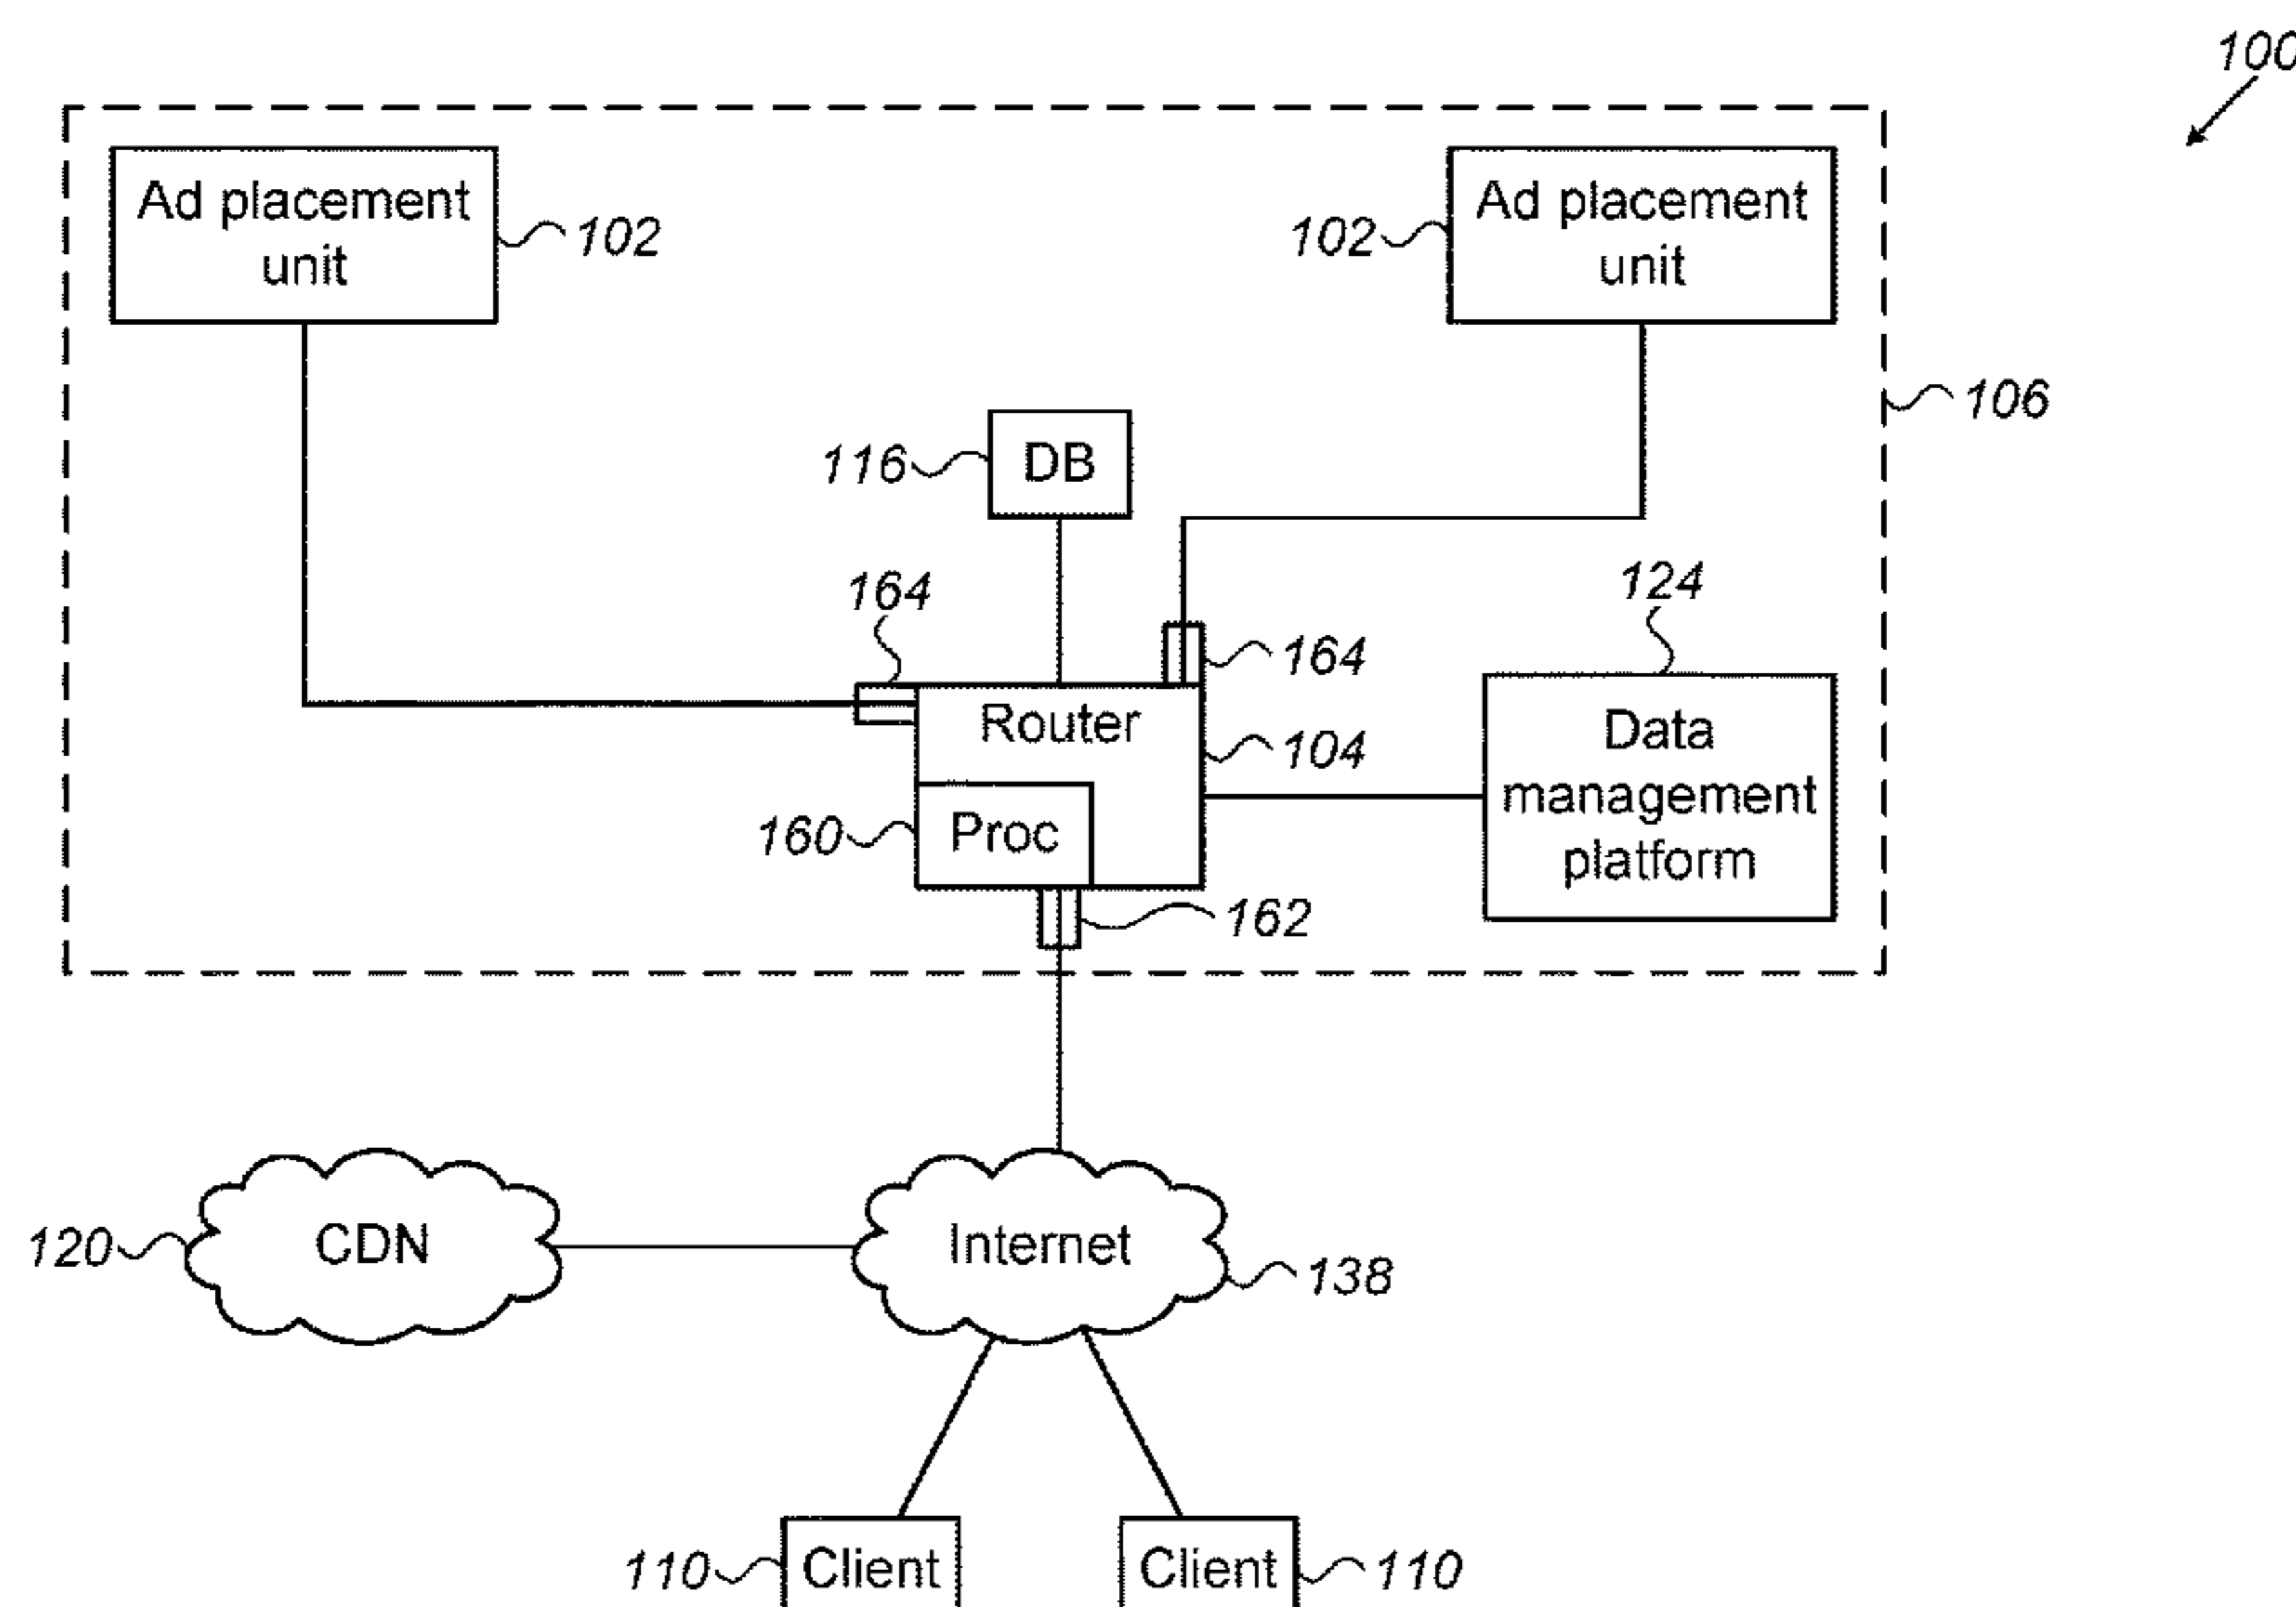 100
Ad placement
unit
102
102
Ad placement
unit
106
116
DB
164
164
124
Router
104
Data
management
platform
160
Proc
162
120
CDN
Internet
138
110
Client
Client
110